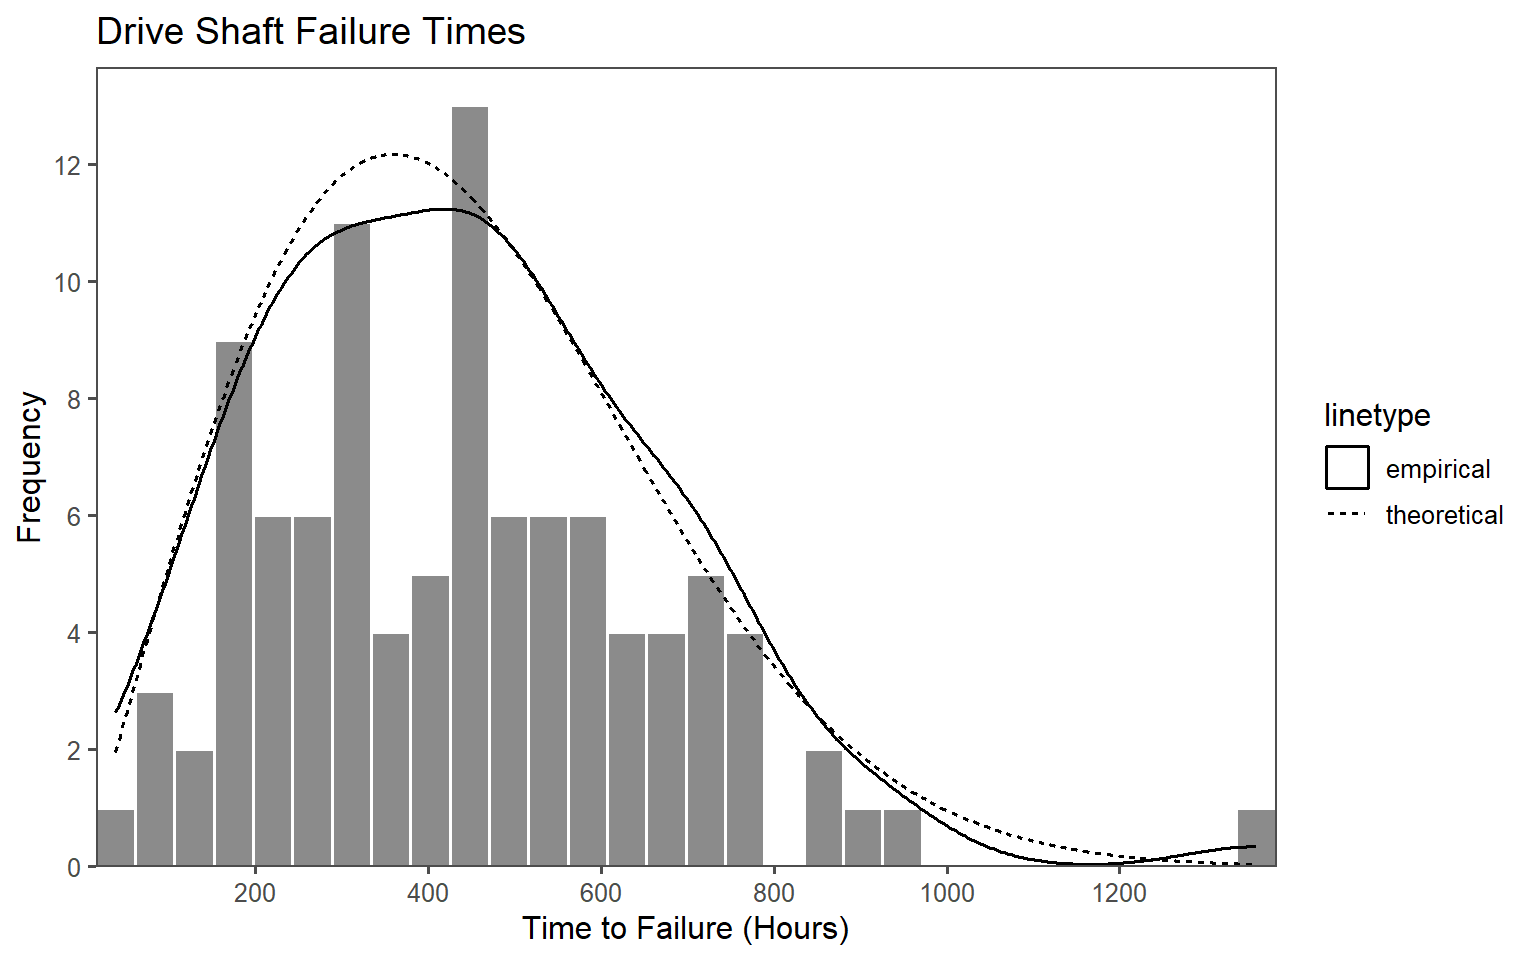 Drive Shaft Failure Times
Frequency
12
10
8
6
4
2
0
200 400 600 800 1000 1200
Time to Failure (Hours)
linetype
empirical
theoretical